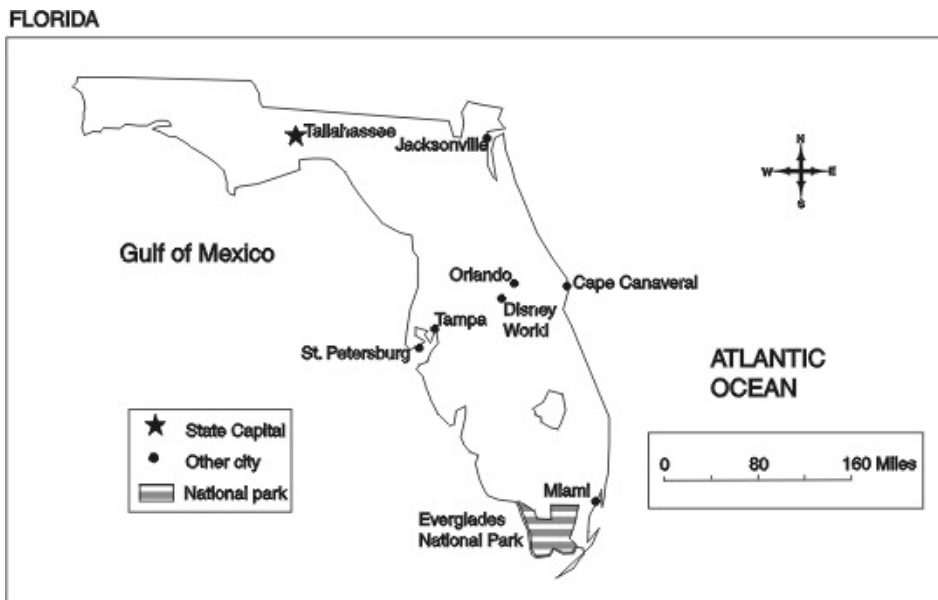 FLORIDA
Tallahassee
Jacksonville
N
W E
S
Gulf of Mexico
Orlando
Cape Canaveral
Disney
World
Tampa
St. Petersburg
ATLANTIC
OCEAN
State Capital
Other city
National park
0 80 160 Miles
Miami
Everglades
National Park